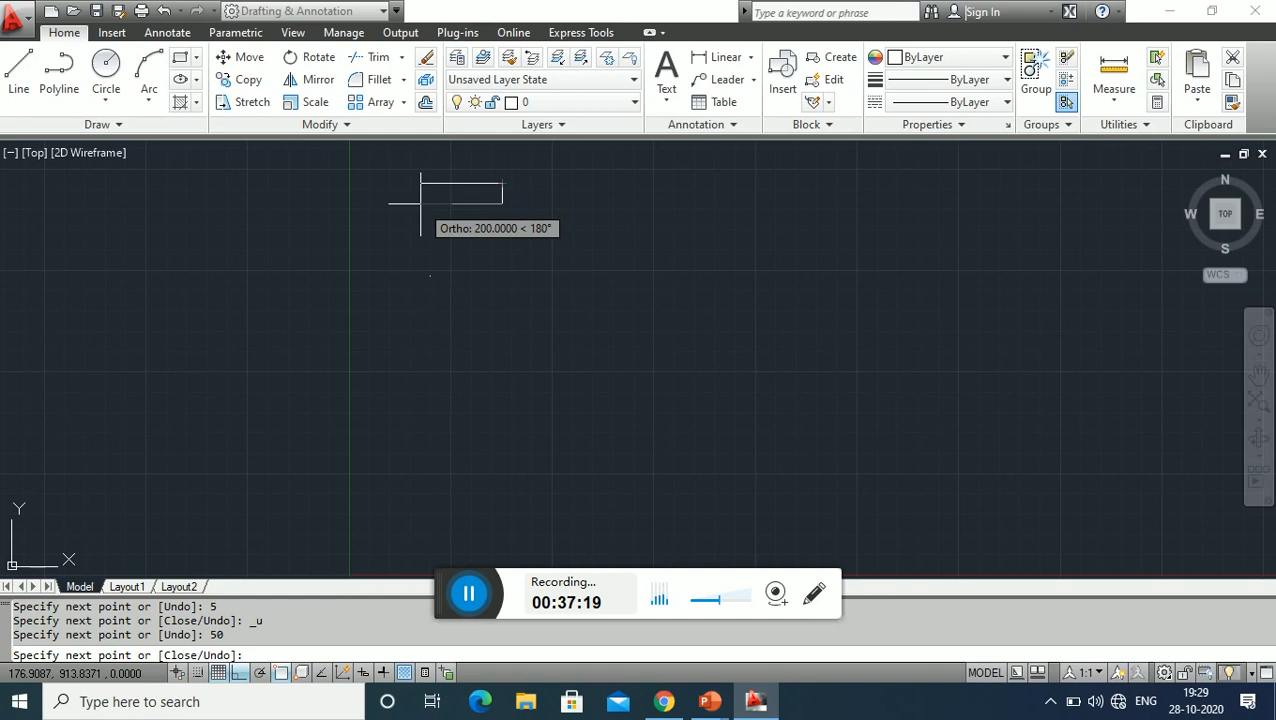 Drafting & Annotation
Type a keyword or phrase
Sign In
Home
Insert
Annotate
Parametric
View
Manage
Output
Plug-ins
Online
Express Tools
Line
Polyline
Circle
Arc
Draw
Move
Rotate
Trim
Copy
Mirror
Fillet
Stretch
Scale
Array
Modify
Unsaved Layer State
0
Layers
Text
Linear
Leader
Table
Annotation
Insert
Create
Edit
Block
ByLayer
ByLayer
ByLayer
Properties
Group
Groups
Measure
Utilities
Paste
Clipboard
[−] [Top] [2D Wireframe]
N
W
TOP
E
S
WCS
Ortho: 200.0000 < 180°
Y
X
Model
Layout1
Layout2
Recording...
00:37:19
Specify next point or [Undo]: 5
Specify next point or [Close/Undo]: _u
Specify next point or [Undo]: 50
Specify next point or [Close/Undo]:
176.9087, 913.8371, 0.0000
MODEL
1:1
Type here to search
ENG
19:29
28-10-2020